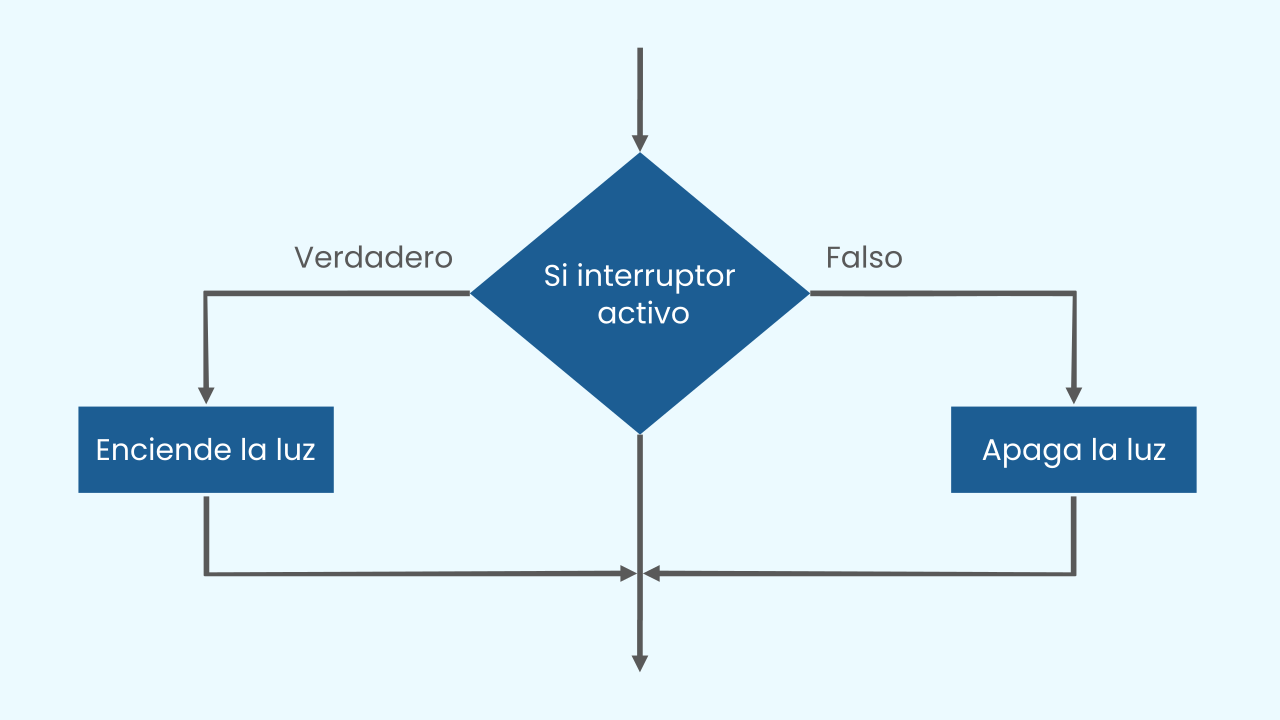 Verdadero
Falso
Si interruptor
activo
Enciende la luz
Apaga la luz